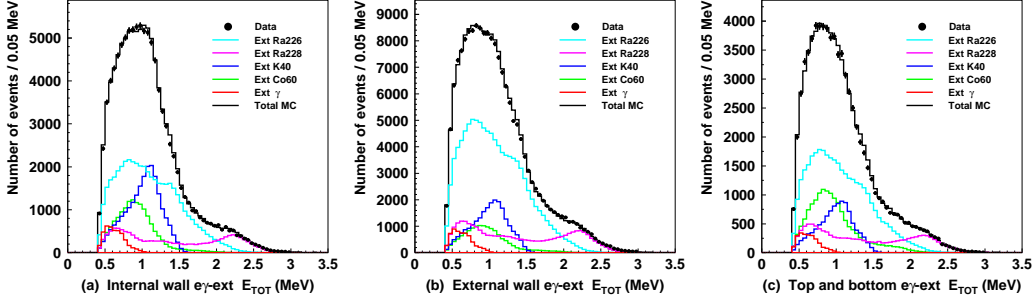 Number of events / 0.05 MeV
5000
4000
3000
2000
1000
0
Data
Ext Ra226
Ext Ra228
Ext K40
Ext Co60
Ext γ
Total MC
0 0.5 1 1.5 2 2.5 3 3.5
(a) Internal wall eγ-ext E_TOT (MeV)
Number of events / 0.05 MeV
10000
9000
8000
7000
6000
5000
4000
3000
2000
1000
0
Data
Ext Ra226
Ext Ra228
Ext K40
Ext Co60
Ext γ
Total MC
0 0.5 1 1.5 2 2.5 3 3.5
(b) External wall eγ-ext E_TOT (MeV)
Number of events / 0.05 MeV
4000
3500
3000
2500
2000
1500
1000
500
0
Data
Ext Ra226
Ext Ra228
Ext K40
Ext Co60
Ext γ
Total MC
0 0.5 1 1.5 2 2.5 3 3.5
(c) Top and bottom eγ-ext E_TOT (MeV)